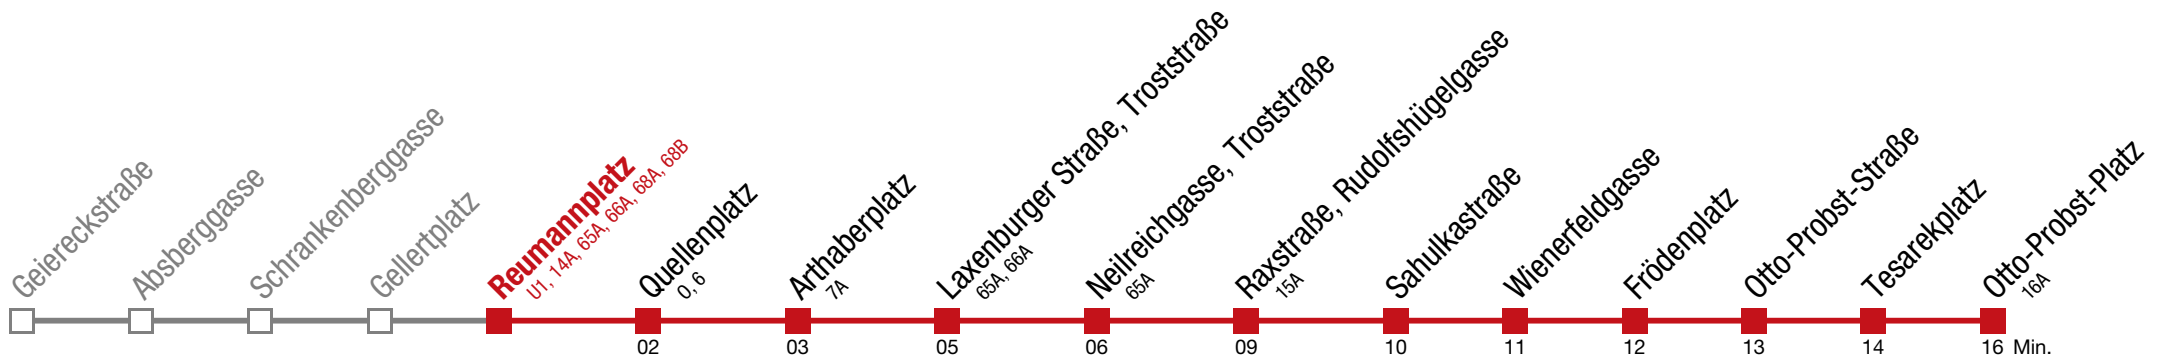 Geiereckstraße
Absberggasse
Schrankenberggasse
Gellertplatz
Reumannplatz
U1, 14A, 65A, 66A, 68A, 68B
Quellenplatz
0, 6
Arthaberplatz
7A
Laxenburger Straße, Troststraße
65A, 66A
Neilreichgasse, Troststraße
65A
Raxstraße, Rudolfshügelgasse
15A
Sahulkastraße
Wienerfeldgasse
Frödenplatz
Otto-Probst-Straße
Tesarekplatz
Otto-Probst-Platz
16A
02 03 05 06 09 10 11 12 13 14 16 Min.